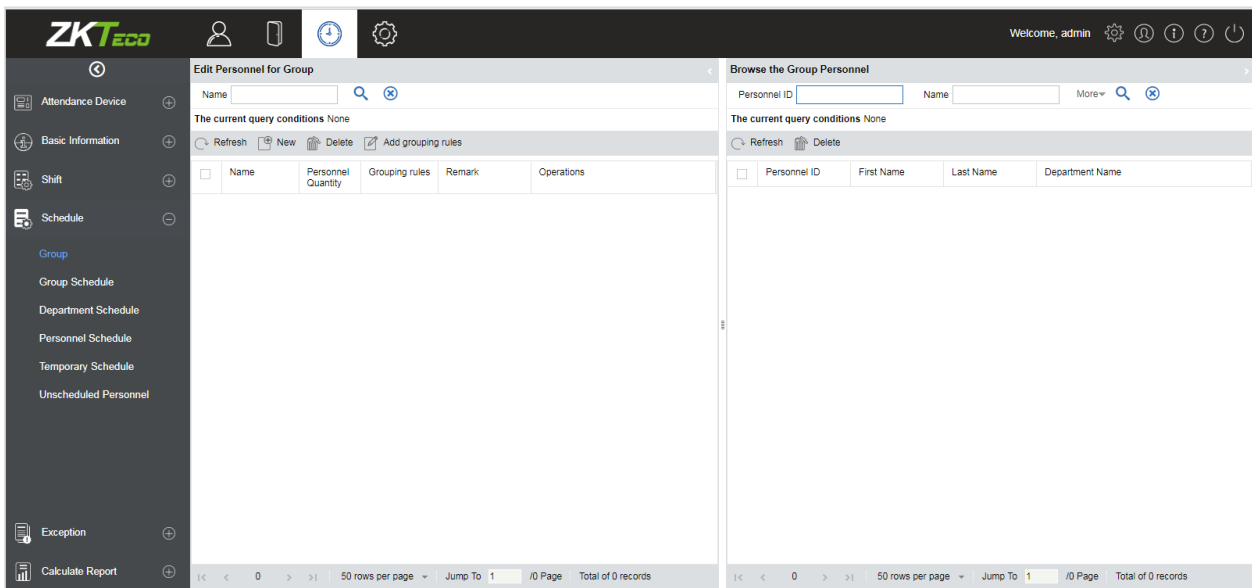 ZKTECO
Welcome, admin
Attendance Device
Basic Information
Shift
Schedule
Group
Group Schedule
Department Schedule
Personnel Schedule
Temporary Schedule
Unscheduled Personnel
Exception
Calculate Report
Edit Personnel for Group
Name
The current query conditions None
Refresh New Delete Add grouping rules
Name Personnel Quantity Grouping rules Remark Operations
|< < 0 > >| 50 rows per page Jump To 1 /0 Page Total of 0 records
Browse the Group Personnel
Personnel ID Name More
The current query conditions None
Refresh Delete
Personnel ID First Name Last Name Department Name
|< < 0 > >| 50 rows per page Jump To 1 /0 Page Total of 0 records